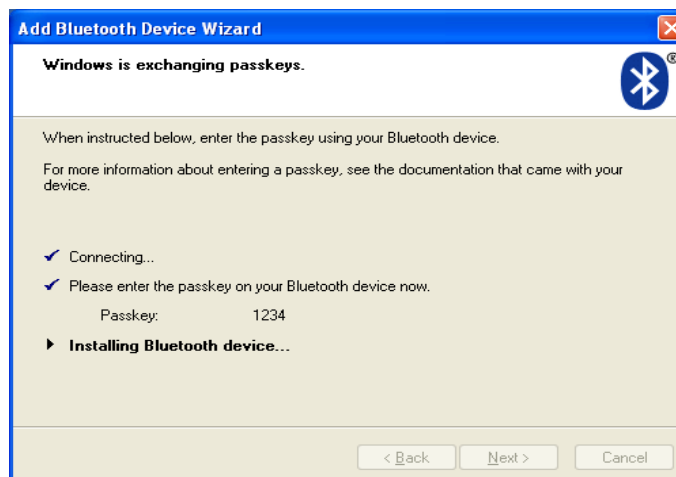 Add Bluetooth Device Wizard
Windows is exchanging passkeys.
®
When instructed below, enter the passkey using your Bluetooth device.
For more information about entering a passkey, see the documentation that came with your
device.
Connecting...
Please enter the passkey on your Bluetooth device now.
Passkey: 1234
Installing Bluetooth device...
< Back Next > Cancel